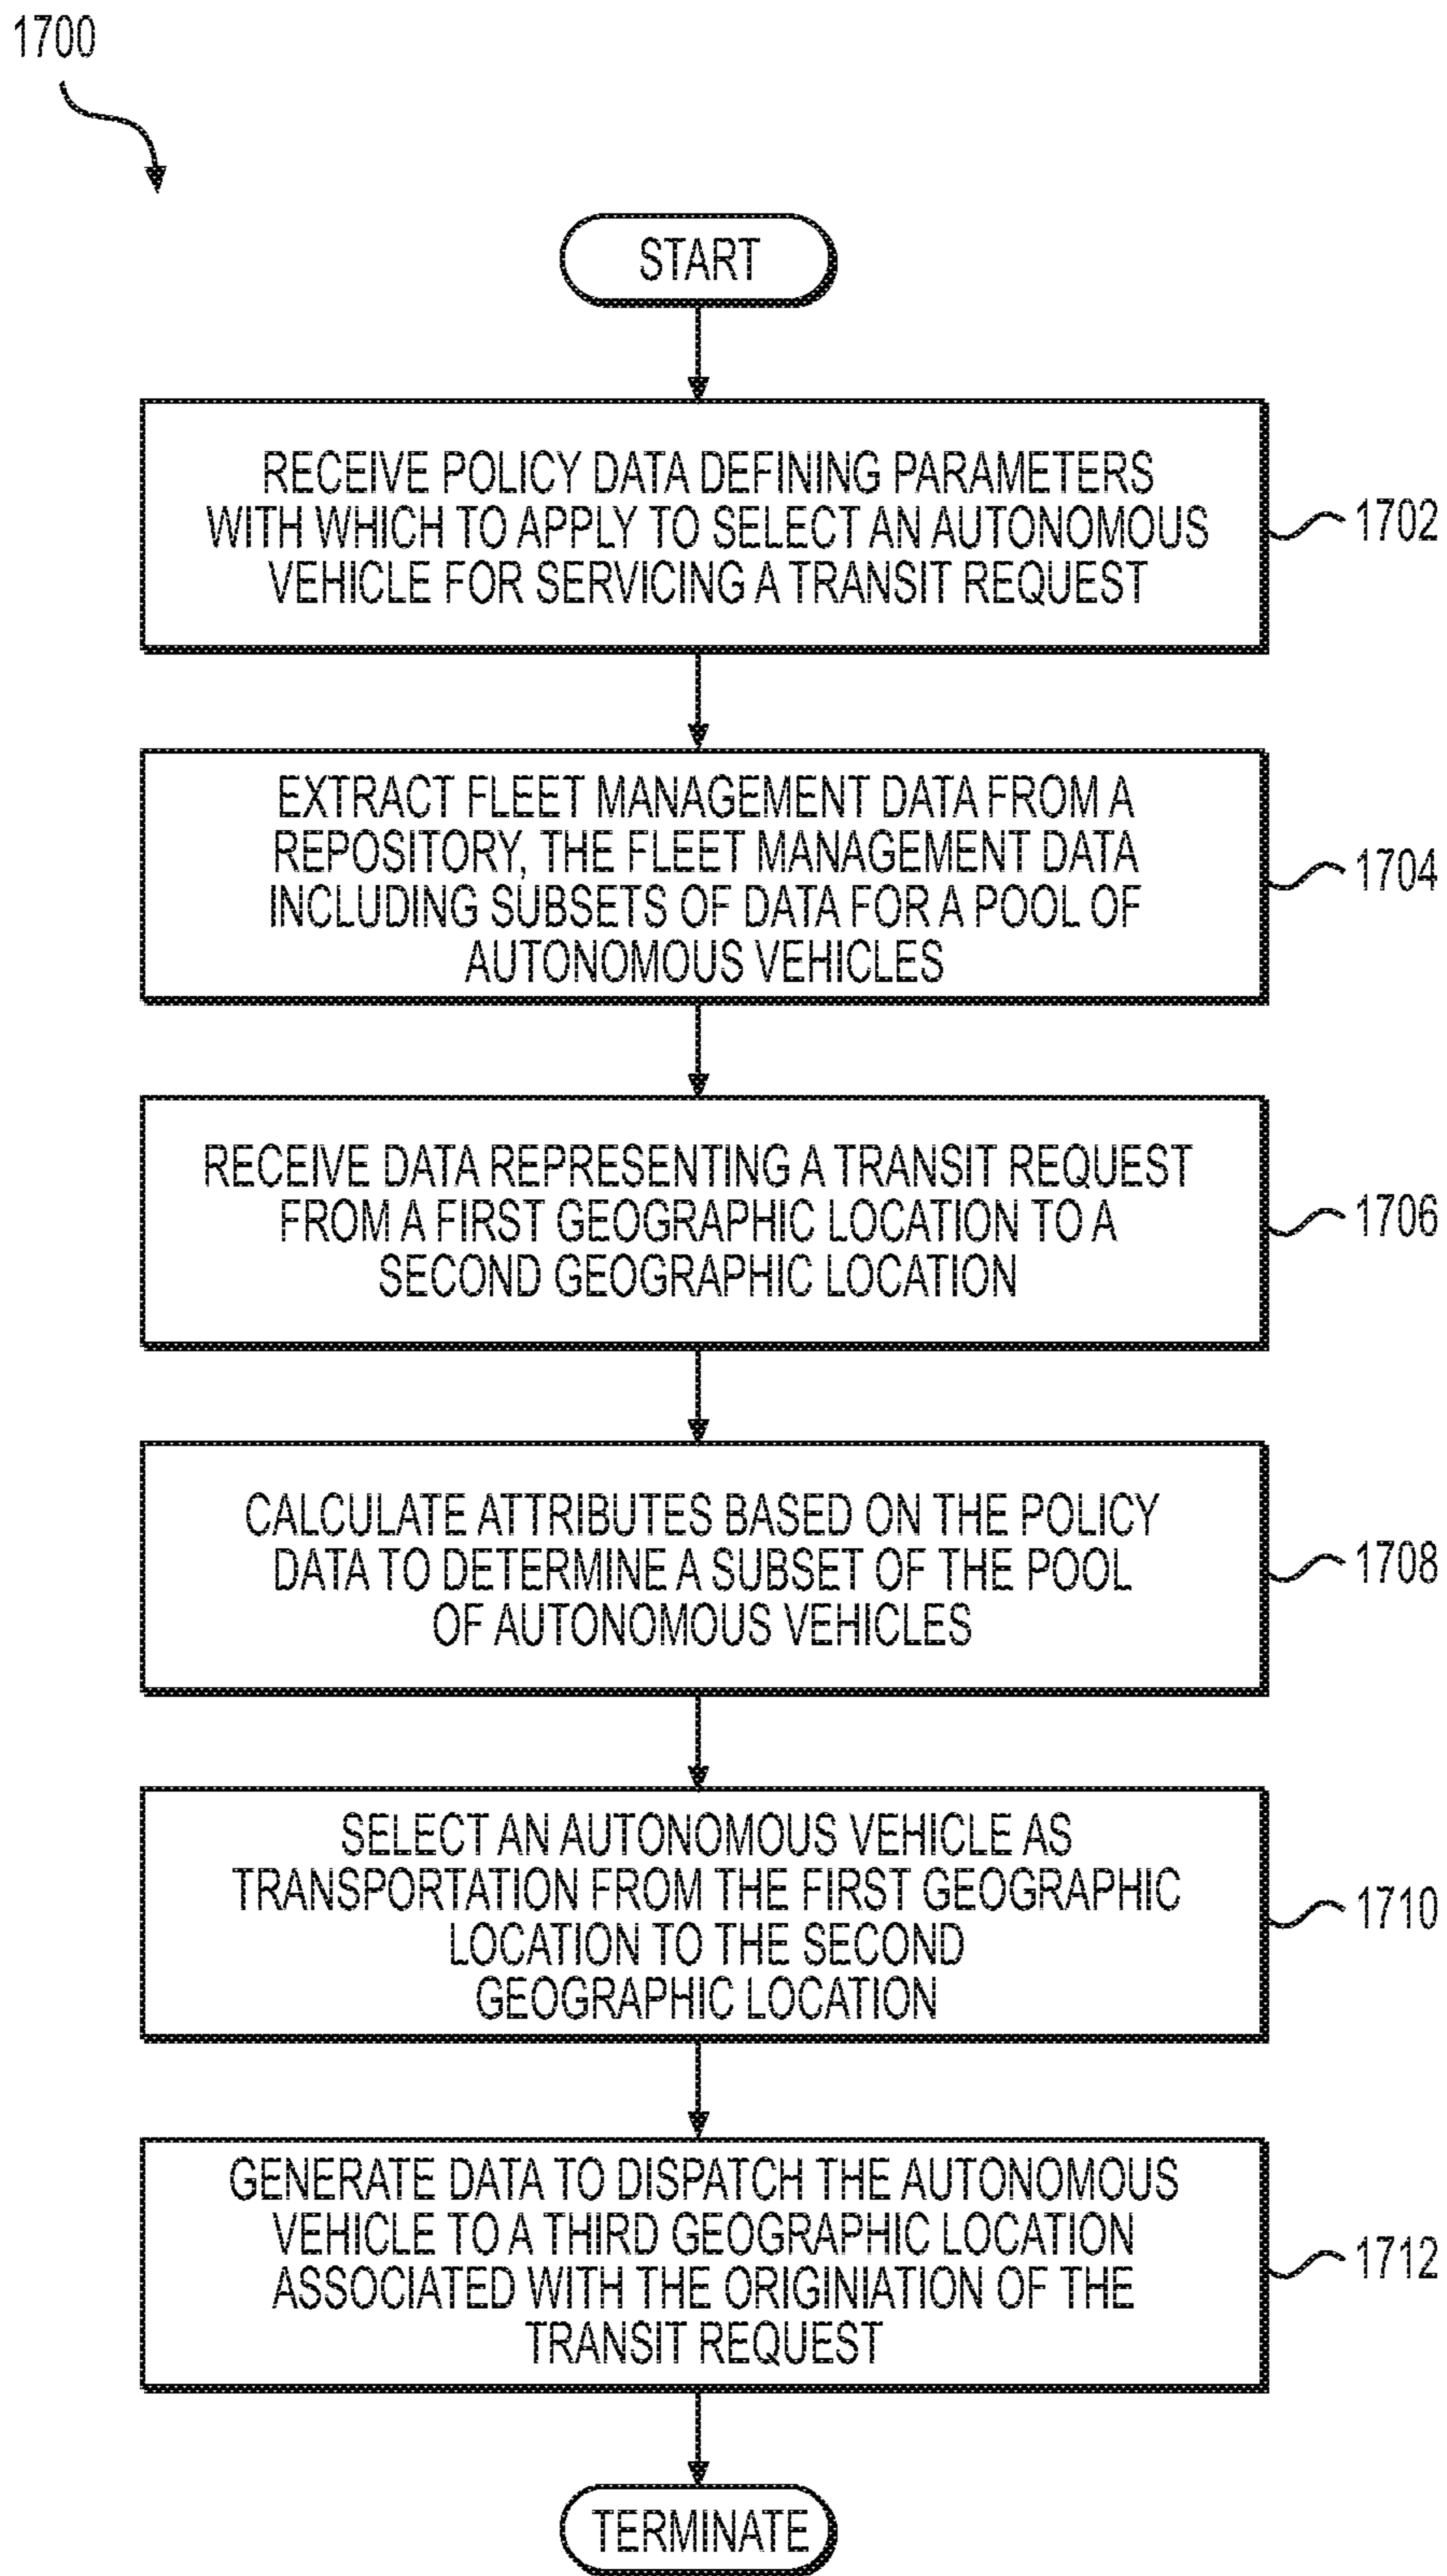 1700
START
RECEIVE POLICY DATA DEFINING PARAMETERS
WITH WHICH TO APPLY TO SELECT AN AUTONOMOUS
VEHICLE FOR SERVICING A TRANSIT REQUEST
1702
EXTRACT FLEET MANAGEMENT DATA FROM A
REPOSITORY, THE FLEET MANAGEMENT DATA
INCLUDING SUBSETS OF DATA FOR A POOL OF
AUTONOMOUS VEHICLES
1704
RECEIVE DATA REPRESENTING A TRANSIT REQUEST
FROM A FIRST GEOGRAPHIC LOCATION TO A
SECOND GEOGRAPHIC LOCATION
1706
CALCULATE ATTRIBUTES BASED ON THE POLICY
DATA TO DETERMINE A SUBSET OF THE POOL
OF AUTONOMOUS VEHICLES
1708
SELECT AN AUTONOMOUS VEHICLE AS
TRANSPORTATION FROM THE FIRST GEOGRAPHIC
LOCATION TO THE SECOND
GEOGRAPHIC LOCATION
1710
GENERATE DATA TO DISPATCH THE AUTONOMOUS
VEHICLE TO A THIRD GEOGRAPHIC LOCATION
ASSOCIATED WITH THE ORIGINIATION OF THE
TRANSIT REQUEST
1712
TERMINATE